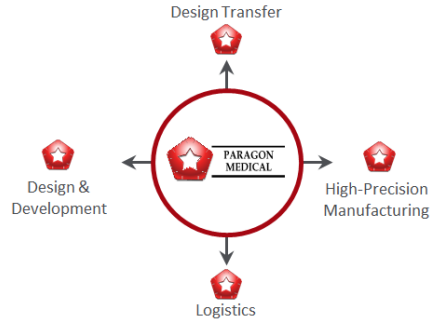 Design Transfer
PARAGON
MEDICAL
Design &
Development
High-Precision
Manufacturing
Logistics